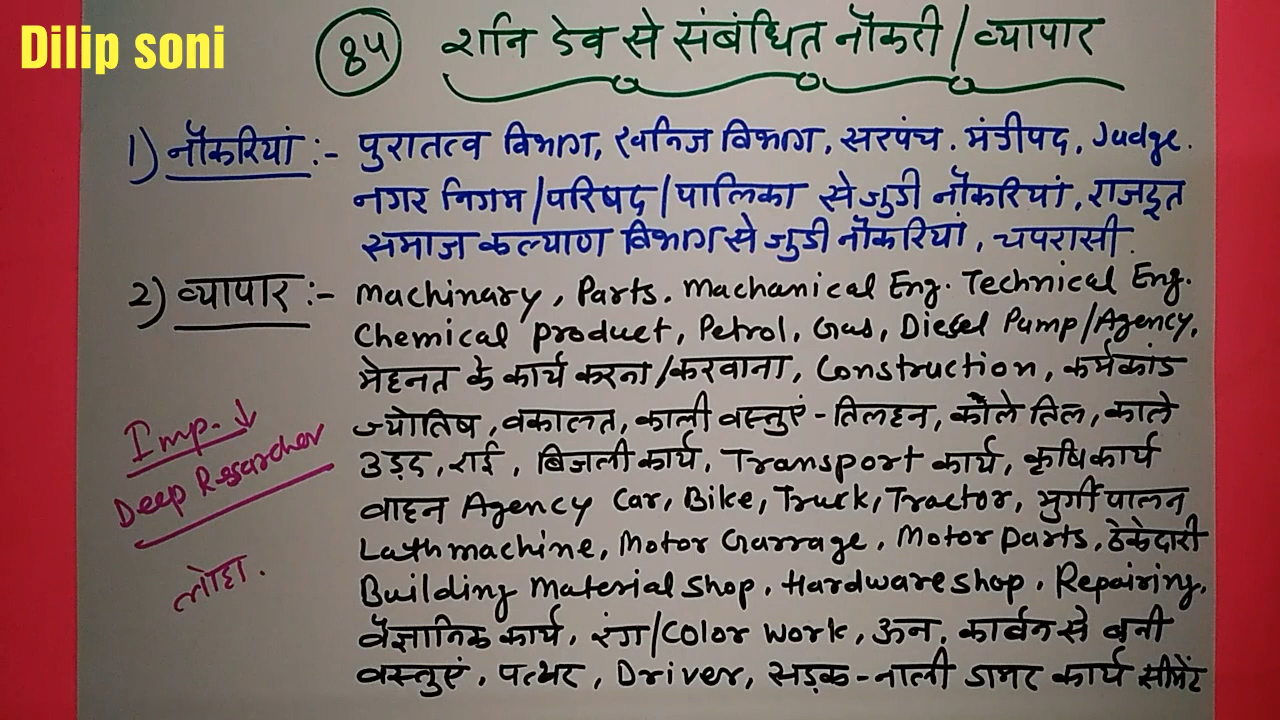 Dilip soni
84 शनि देव से संबंधित नौकरी/व्यापार
1) नौकरियां :- पुरातत्व विभाग, खनिज विभाग, सरपंच. मंत्रीपद, Judge.
नगर निगम/परिषद/पालिका से जुडी नौकरियां, राजदूत
समाज कल्याण विभाग से जुडी नौकरियां, चपरासी.
2) व्यापार :- Machinary, Parts. Machanical Eng. Technical Eng.
Chemical product, Petrol, Gas, Diesel Pump/Agency,
मेहनत के कार्य करना/करवाना, Construction, कर्मकांड
ज्योतिष, वकालत, काली वस्तुएं - तिलहन, काले तिल, काले
उड़द, राई, बिजली कार्य, Transport कार्य, कृषि कार्य
वाहन Agency Car, Bike, Truck, Tractor, मुर्गी पालन
Lathmachine, Motor Garrage, Motor parts, ठेकेदारी
Building Material shop, Hardware shop, Repairing,
वैज्ञानिक कार्य, रंग/Color work, ऊन, कार्बन से बनी
वस्तुएं, पत्थर, Driver, सड़क-नाली डामर कार्य सीमेंट
Imp. ↓
Deep Researcher
लोहा.